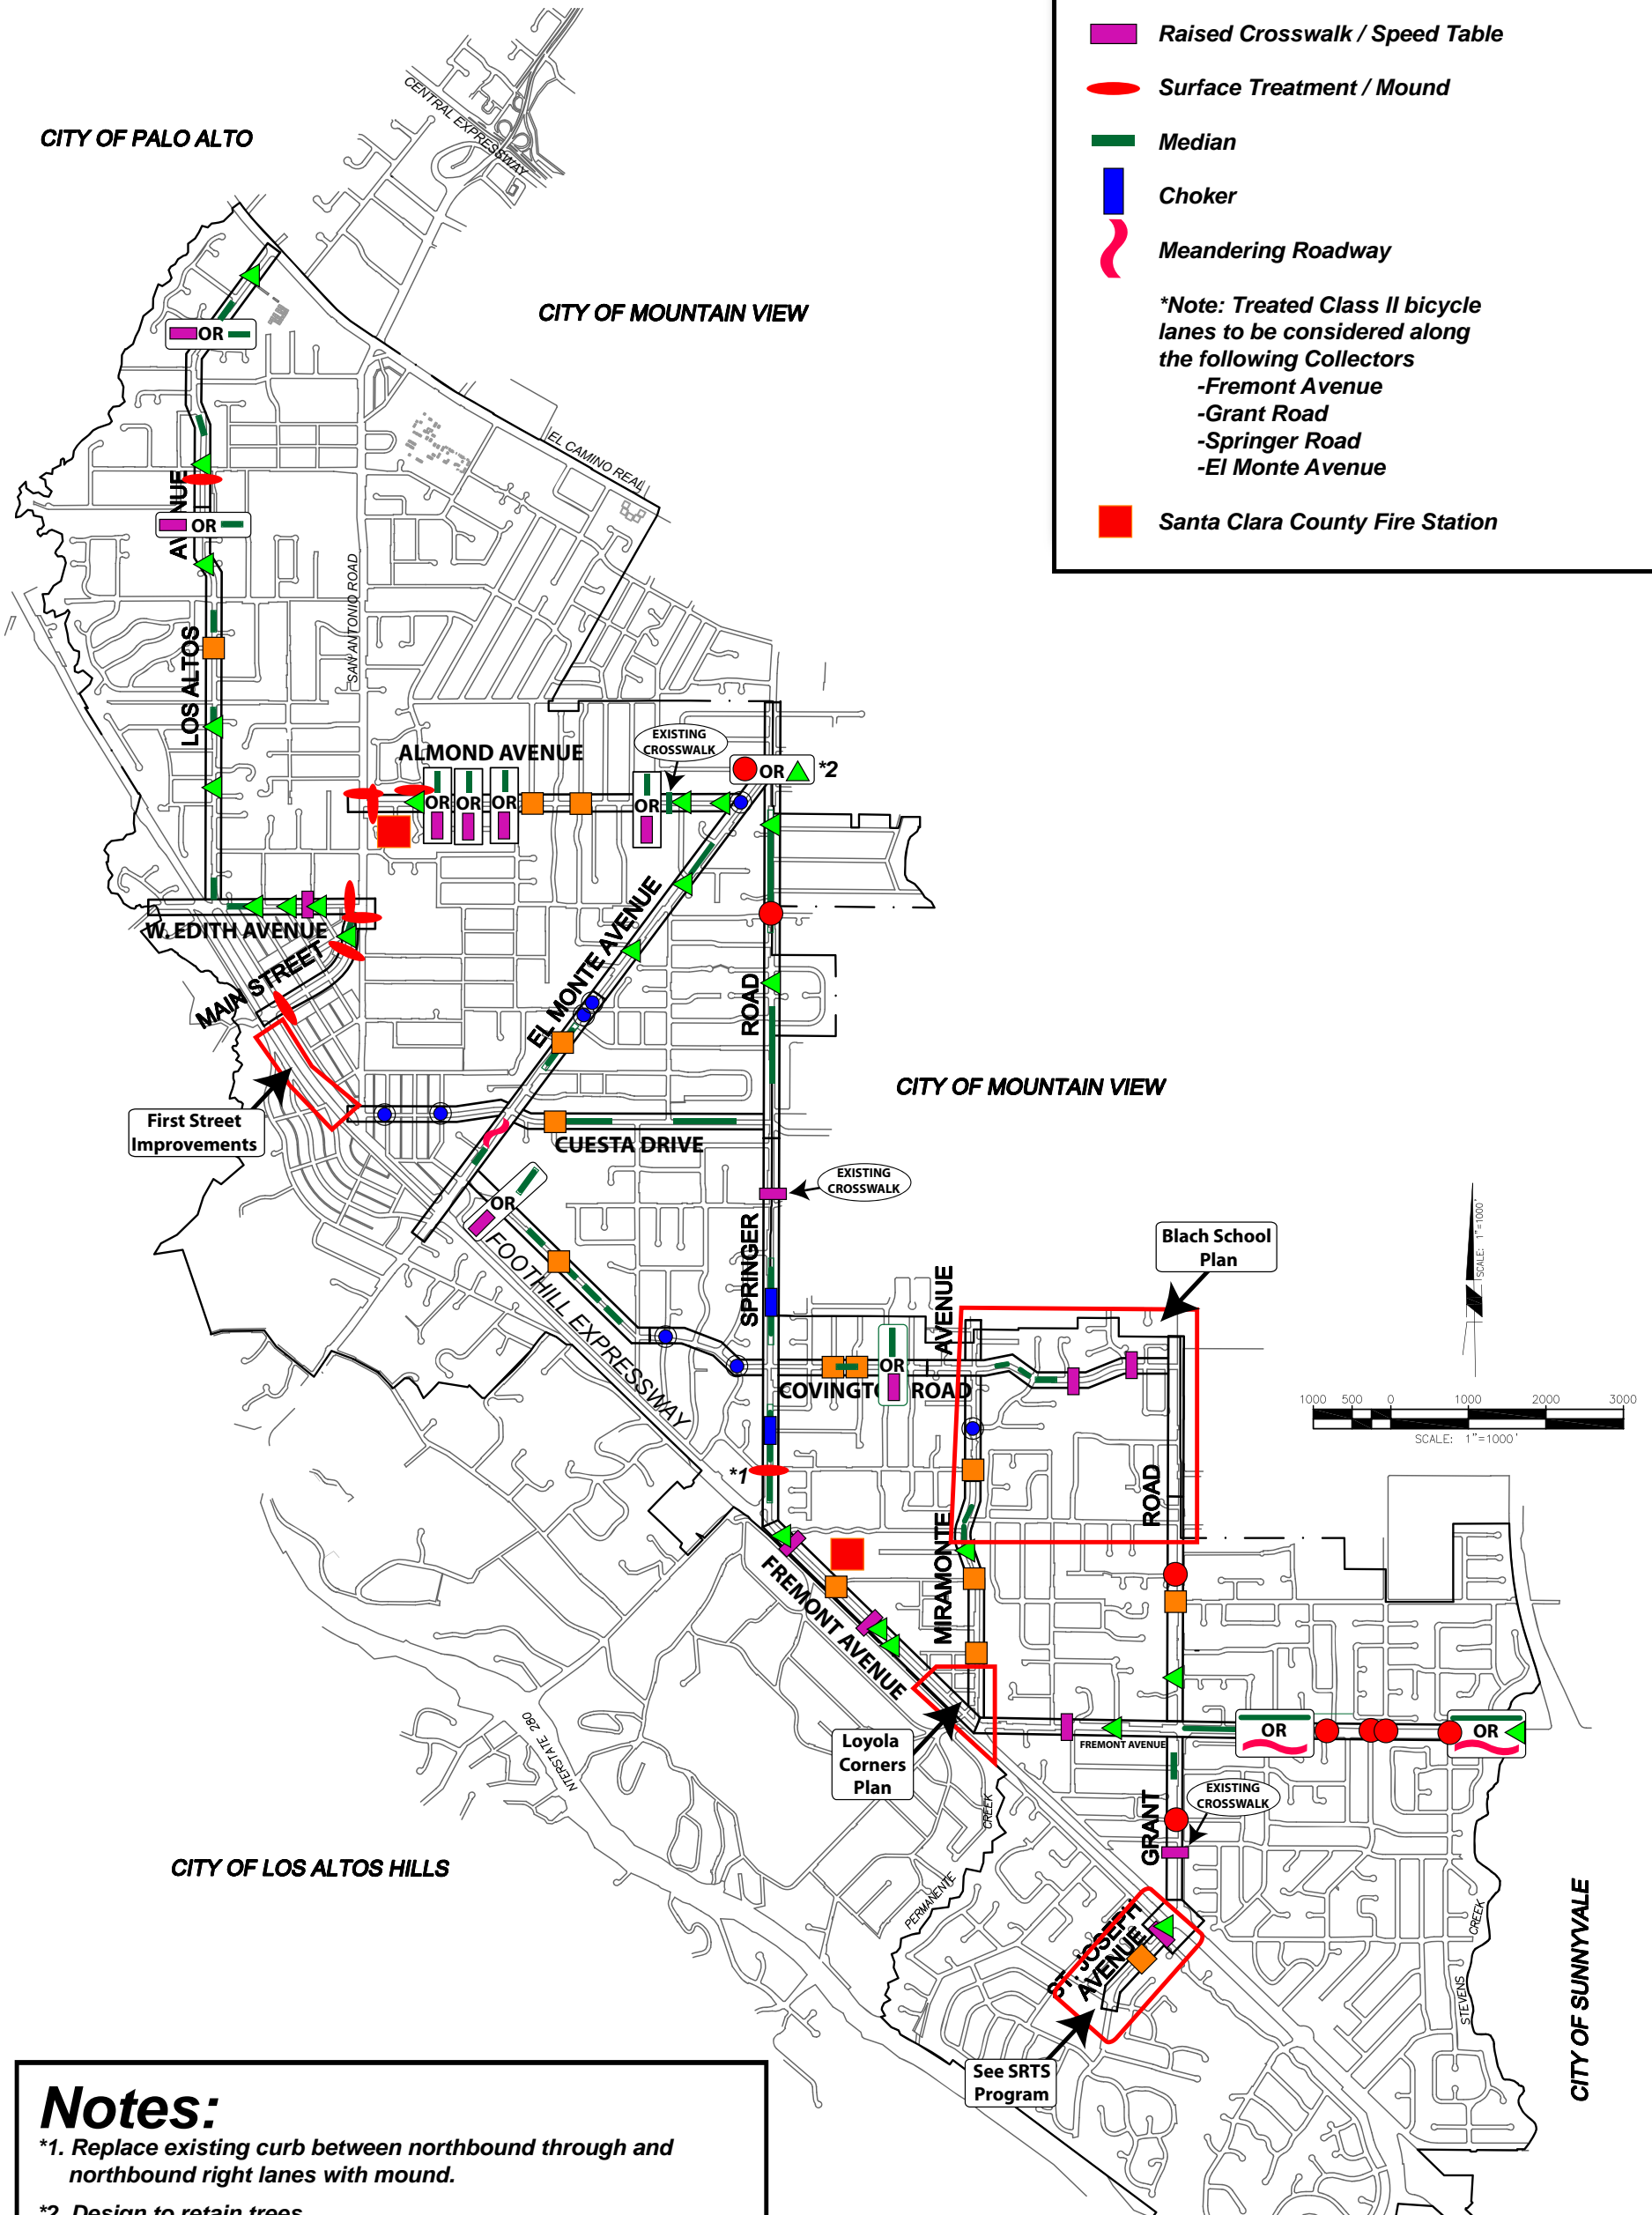 Raised Crosswalk / Speed Table
Surface Treatment / Mound
Median
Choker
Meandering Roadway
*Note: Treated Class II bicycle
lanes to be considered along
the following Collectors
-Fremont Avenue
-Grant Road
-Springer Road
-El Monte Avenue
Santa Clara County Fire Station
CENTRAL EXPRESSWAY
CITY OF PALO ALTO
CITY OF MOUNTAIN VIEW
OR
EL CAMINO REAL
AVENUE
OR
SAN ANTONIO ROAD
LOS ALTOS
ALMOND AVENUE
EXISTING
CROSSWALK
OR *2
OR
OR
OR
OR
W. EDITH AVENUE
MAIN STREET
EL MONTE AVENUE
ROAD
CITY OF MOUNTAIN VIEW
First Street
Improvements
CUESTA DRIVE
EXISTING
CROSSWALK
OR
FOOTHILL EXPRESSWAY
SPRINGER
AVENUE
Blach School
Plan
SCALE: 1"=1000'
OR
COVINGTON ROAD
1000 500 0 1000 2000 3000
SCALE: 1"=1000'
*1
ROAD
MIRAMONTE
FREMONT AVENUE
Loyola
Corners
Plan
FREMONT AVENUE
OR
OR
INTERSTATE 280
EXISTING
CROSSWALK
GRANT
CREEK
PERMANENTE
CITY OF LOS ALTOS HILLS
ST. JOSEPH
AVENUE
CREEK
STEVENS
CITY OF SUNNYVALE
See SRTS
Program
Notes:
*1. Replace existing curb between northbound through and
northbound right lanes with mound.
*2. Design to retain trees